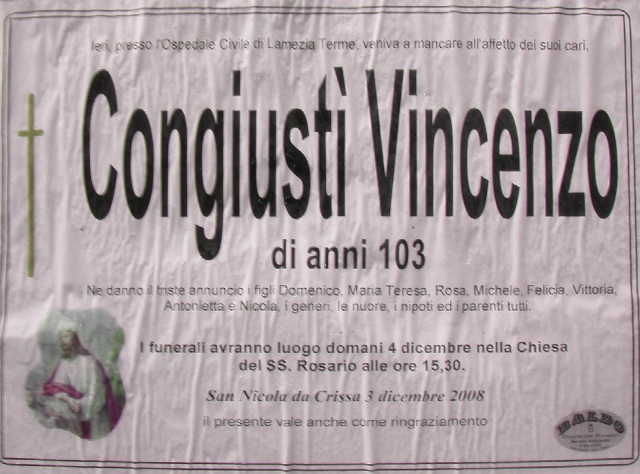 Ieri, presso l'Ospedale Civile di Lamezia Terme, veniva a mancare all'affetto dei suoi cari,
Congiustì Vincenzo
di anni 103
Ne danno il triste annuncio i figli Domenico, Maria Teresa, Rosa, Michele, Felicia, Vittoria,
Antonietta e Nicola, i generi, le nuore, i nipoti ed i parenti tutti.
I funerali avranno luogo domani 4 dicembre nella Chiesa
del SS. Rosario alle ore 15,30.
San Nicola da Crissa 3 dicembre 2008
il presente vale anche come ringraziamento